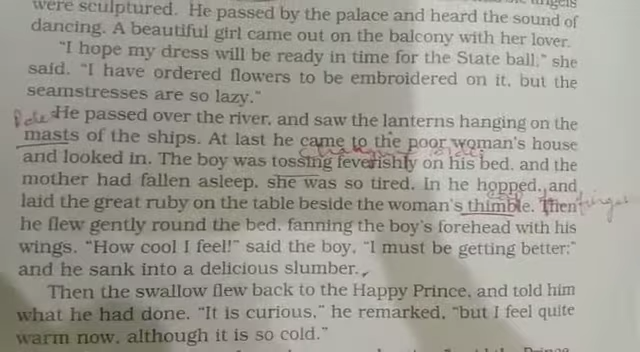 were sculptured. He passed by the palace and heard the sound of
dancing. A beautiful girl came out on the balcony with her lover.
"I hope my dress will be ready in time for the State ball," she
said. "I have ordered flowers to be embroidered on it, but the
seamstresses are so lazy."
He passed over the river, and saw the lanterns hanging on the
masts of the ships. At last he came to the poor woman's house
and looked in. The boy was tossing feverishly on his bed, and the
mother had fallen asleep, she was so tired. In he hopped, and
laid the great ruby on the table beside the woman's thimble. Then
he flew gently round the bed, fanning the boy's forehead with his
wings. "How cool I feel!" said the boy, "I must be getting better;"
and he sank into a delicious slumber.
Then the swallow flew back to the Happy Prince, and told him
what he had done. "It is curious," he remarked, "but I feel quite
warm now, although it is so cold."